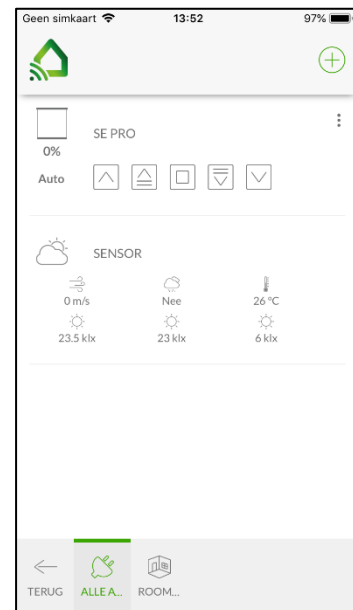 Geen simkaart 13:52 97%
SE PRO
0%
Auto
SENSOR
0 m/s Nee 26 °C
23.5 klx 23 klx 6 klx
TERUG ALLE A... ROOM...